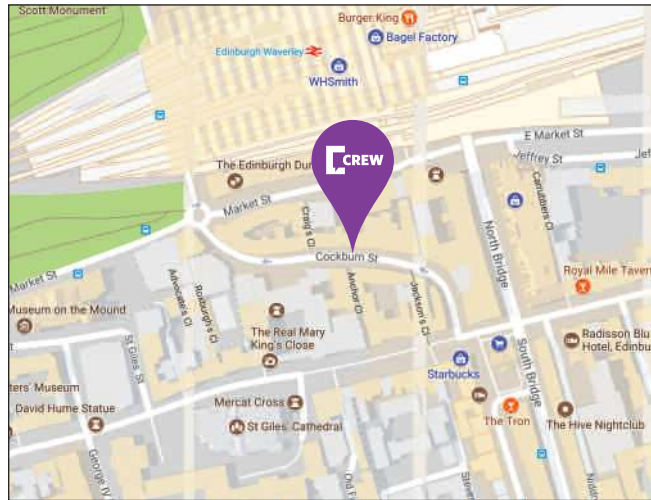 Scott Monument
Burger King
Bagel Factory
Edinburgh Waverley
WHSmith
E Market St
Jeffrey St
Jef
The Edinburgh Dun
CREW
Carrubbers Cl
Market St
Craig's Cl
North Bridge
Cockburn St
Market St
Advocate's Cl
Roxburgh's Cl
Anchor Cl
Jackson's Cl
Royal Mile Tavern
Museum on the Mound
The Real Mary
King's Close
St Giles' St
Radisson Blu
Hotel, Edinbu
Starbucks
South Bridge
ters' Museum
Mercat Cross
David Hume Statue
St Giles' Cathedral
The Tron
The Hive Nightclub
George IV
Old F
Steve
Nidd